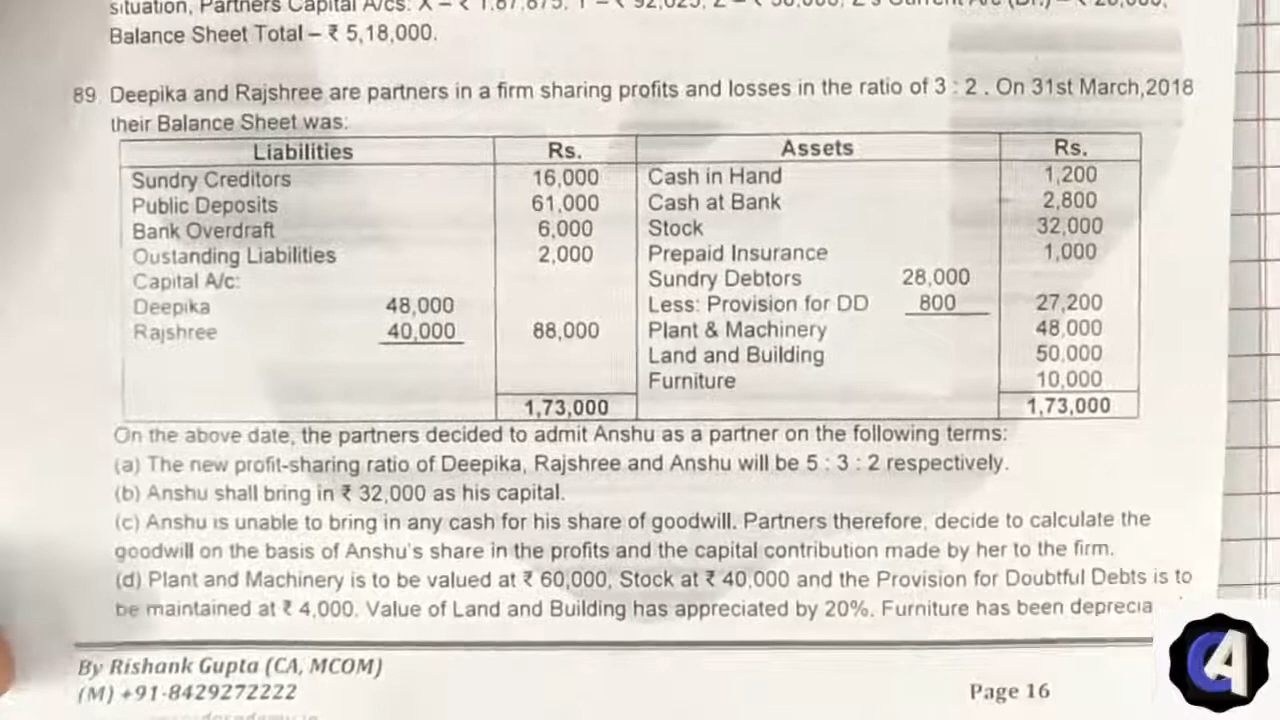 situation, Partners Capital A/cs: X – ₹ 1,67,875, Y – ₹ 92,625, Z – ₹
Balance Sheet Total – ₹ 5,18,000.
89. Deepika and Rajshree are partners in a firm sharing profits and losses in the ratio of 3 : 2 . On 31st March,2018
their Balance Sheet was:
Liabilities Rs. Assets Rs.
Sundry Creditors 16,000 Cash in Hand 1,200
Public Deposits 61,000 Cash at Bank 2,800
Bank Overdraft 6,000 Stock 32,000
Oustanding Liabilities 2,000 Prepaid Insurance 1,000
Capital A/c: Sundry Debtors 28,000
Deepika 48,000 Less: Provision for DD 800 27,200
Rajshree 40,000 88,000 Plant & Machinery 48,000
Land and Building 50,000
Furniture 10,000
1,73,000 1,73,000
On the above date, the partners decided to admit Anshu as a partner on the following terms:
(a) The new profit-sharing ratio of Deepika, Rajshree and Anshu will be 5 : 3 : 2 respectively.
(b) Anshu shall bring in ₹ 32,000 as his capital.
(c) Anshu is unable to bring in any cash for his share of goodwill. Partners therefore, decide to calculate the
goodwill on the basis of Anshu's share in the profits and the capital contribution made by her to the firm.
(d) Plant and Machinery is to be valued at ₹ 60,000, Stock at ₹ 40,000 and the Provision for Doubtful Debts is to
be maintained at ₹ 4,000. Value of Land and Building has appreciated by 20%. Furniture has been deprecia
By Rishank Gupta (CA, MCOM)
(M) +91-8429272222
Page 16
CA